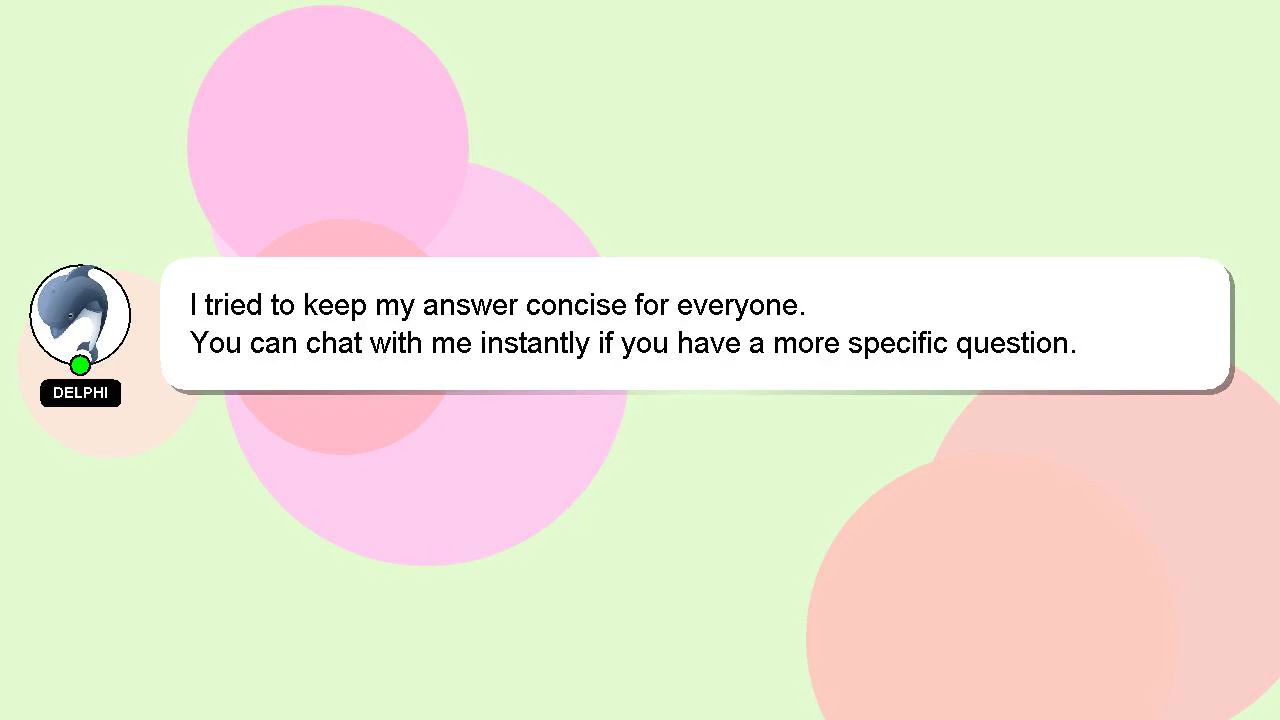 I tried to keep my answer concise for everyone.
You can chat with me instantly if you have a more specific question.
DELPHI